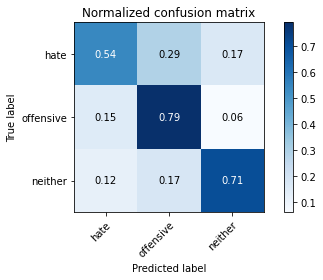 Normalized confusion matrix
True label
hate 0.54 0.29 0.17
offensive 0.15 0.79 0.06
neither 0.12 0.17 0.71
hate offensive neither
Predicted label
0.7
0.6
0.5
0.4
0.3
0.2
0.1